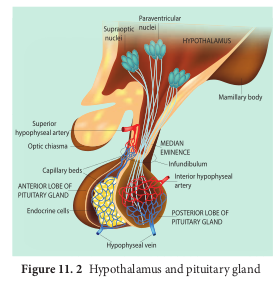 Paraventricular
nuclei
Supraoptic
nuclei
HYPOTHALAMUS
Mamillary body
Superior
hypophyseal artery
Optic chiasma
MEDIAN
EMINENCE
Infundibulum
Capillary beds
Interior hypophyseal
artery
ANTERIOR LOBE OF
PITUITARY GLAND
Endocrine cells
POSTERIOR LOBE OF
PITUITARY GLAND
Hypophyseal vein
Figure 11. 2 Hypothalamus and pituitary gland